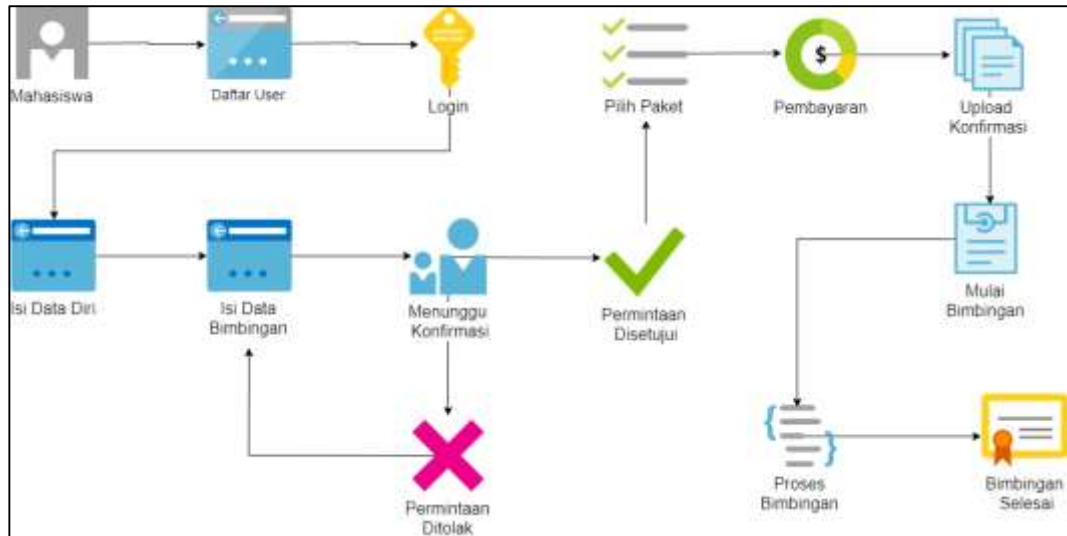 Mahasiswa
Daftar User
Login
Pilih Paket
$
Pembayaran
Upload
Konfirmasi
Isi Data Diri
Isi Data
Bimbingan
Menunggu
Konfirmasi
Permintaan
Disetujui
Mulai
Bimbingan
Permintaan
Ditolak
Proses
Bimbingan
Bimbingan
Selesai